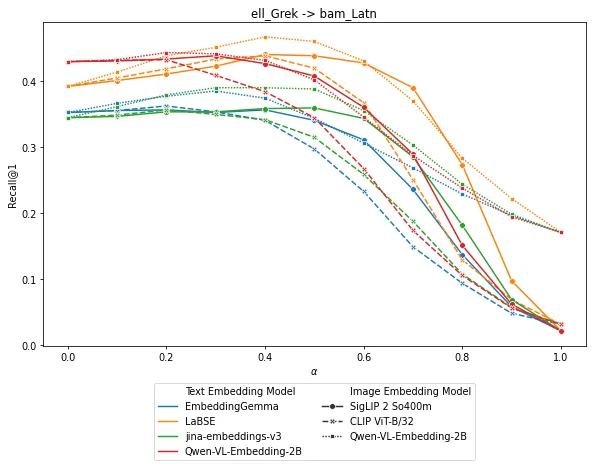 ell_Grek -> bam_Latn
Recall@1
0.4
0.3
0.2
0.1
0.0
0.0 0.2 0.4 0.6 0.8 1.0
α
Text Embedding Model
EmbeddingGemma
LaBSE
jina-embeddings-v3
Qwen-VL-Embedding-2B
Image Embedding Model
SigLIP 2 So400m
CLIP ViT-B/32
Qwen-VL-Embedding-2B